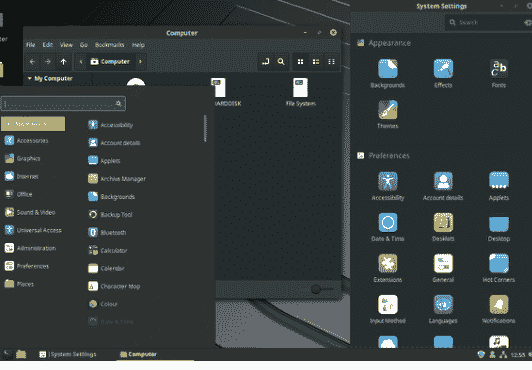 System Settings
Search
Appearance
Backgrounds
Effects
Fonts
Themes
Preferences
Accessibility
Account details
Applets
Date & Time
Desklets
Desktop
Extensions
General
Hot Corners
Input Method
Languages
Notifications
Computer
File Edit View Go Bookmarks Help
Computer
My Computer
File System
Accessories
Graphics
Internet
Office
Sound & Video
Universal Access
Administration
Preferences
Places
Accessibility
Account details
Applets
Archive Manager
Backgrounds
Backup Tool
Bluetooth
Calculator
Calendar
Character Map
Colour
Date & Time
System Settings
Computer